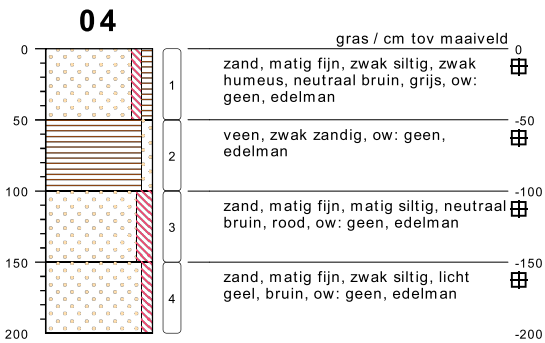 04
gras / cm tov maaiveld
0 0
1 zand, matig fijn, zwak siltig, zwak
humeus, neutraal bruin, grijs, ow:
geen, edelman
50 -50
2 veen, zwak zandig, ow: geen,
edelman
100 -100
3 zand, matig fijn, matig siltig, neutraal
bruin, rood, ow: geen, edelman
150 -150
4 zand, matig fijn, zwak siltig, licht
geel, bruin, ow: geen, edelman
200 -200